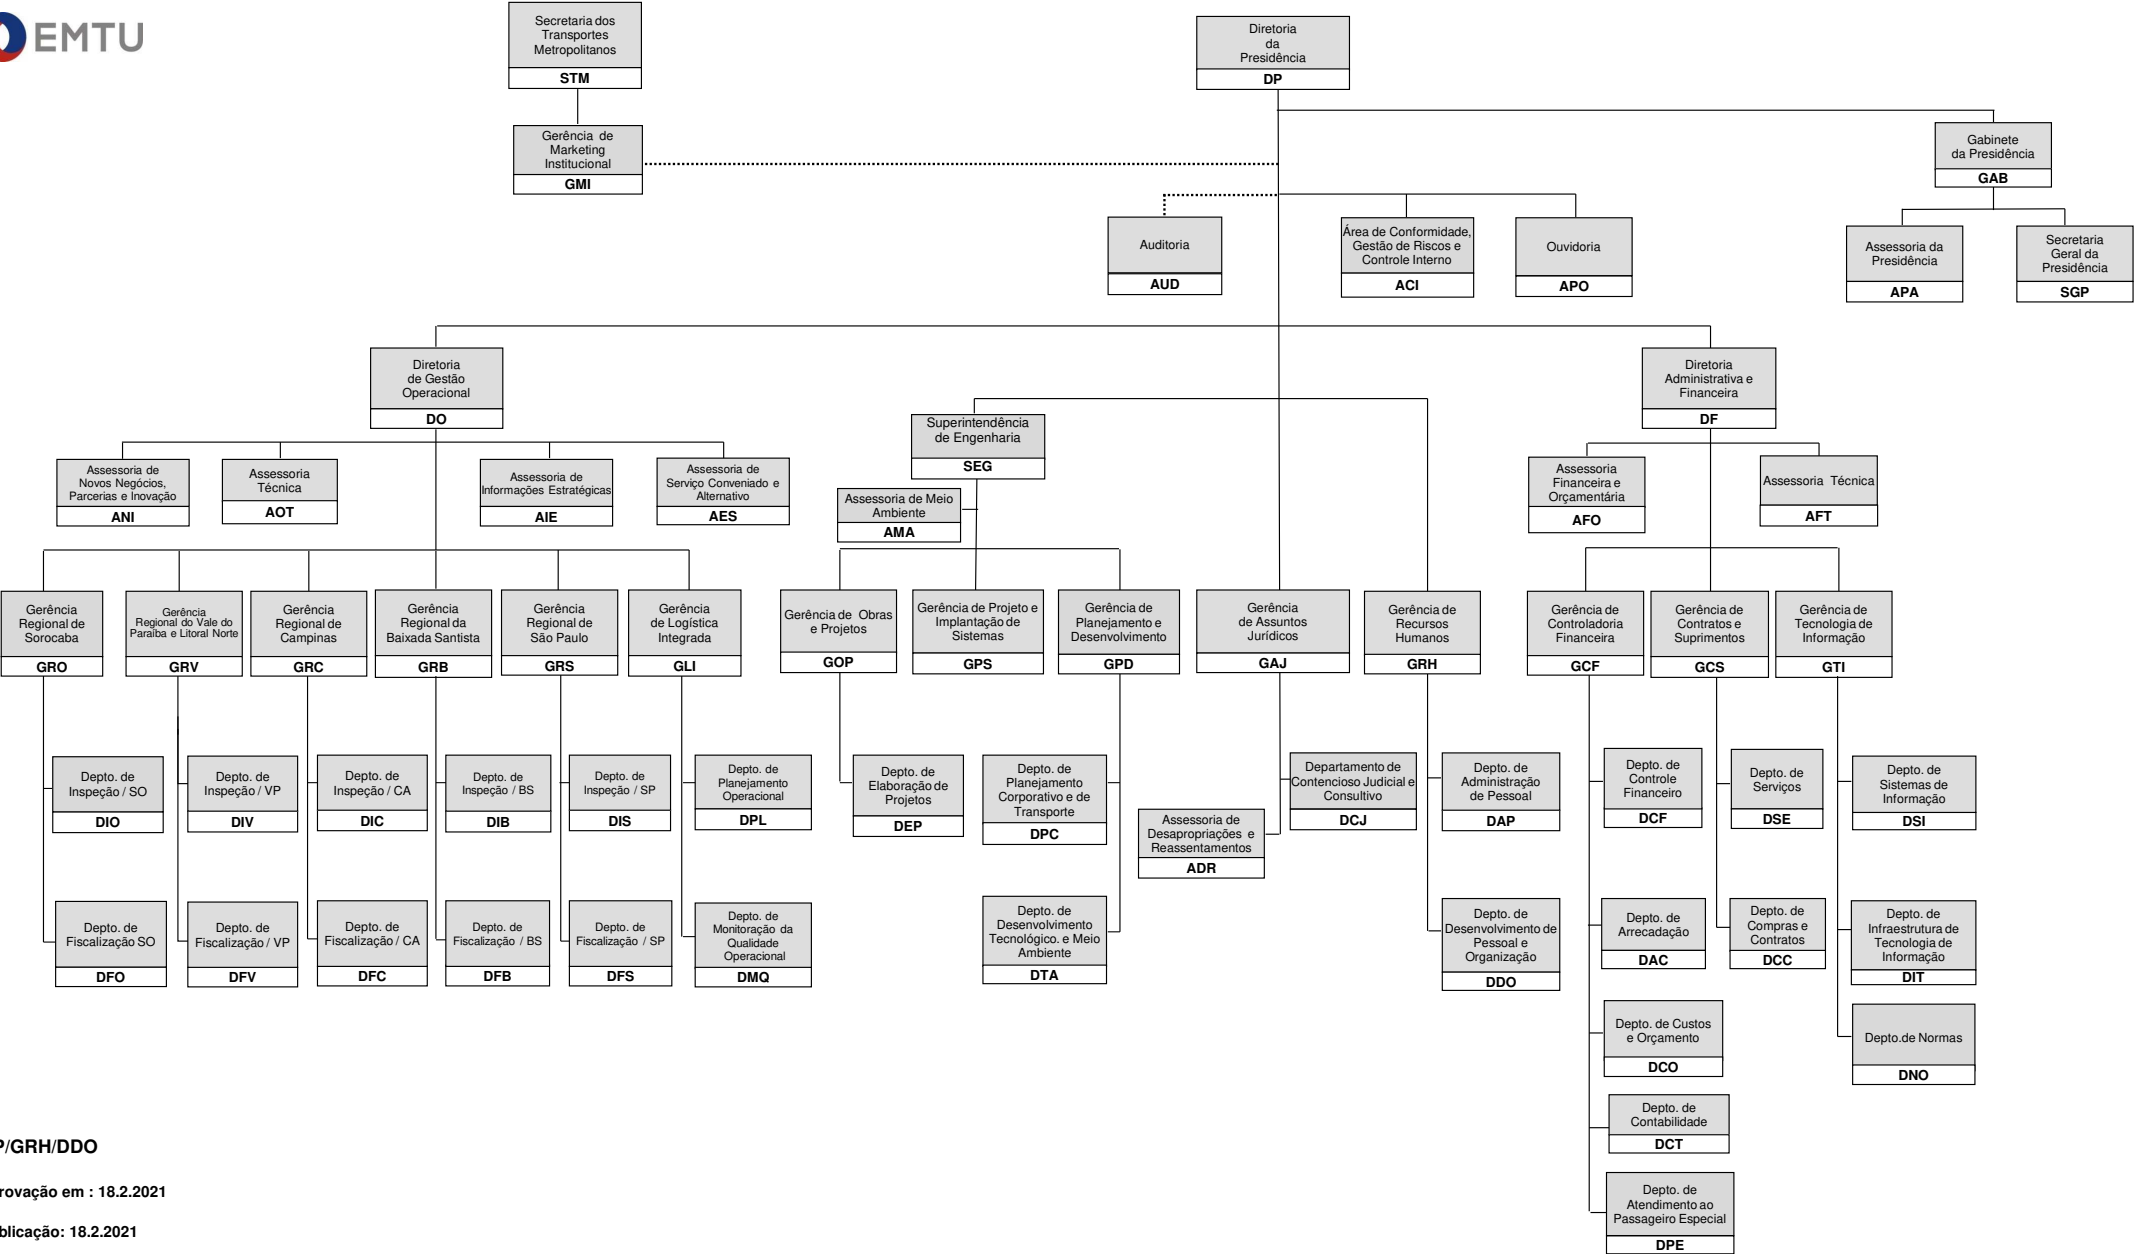 EMTU
Secretaria dos
Transportes
Metropolitanos
STM
Diretoria
da
Presidência
DP
Gerência de
Marketing
Institucional
GMI
Gabinete
da Presidência
GAB
Auditoria
AUD
Área de Conformidade,
Gestão de Riscos e
Controle Interno
ACI
Ouvidoria
APO
Assessoria da
Presidência
APA
Secretaria
Geral da
Presidência
SGP
Diretoria
de Gestão
Operacional
DO
Diretoria
Administrativa e
Financeira
DF
Superintendência
de Engenharia
SEG
Assessoria de
Novos Negócios,
Parcerias e Inovação
ANI
Assessoria
Técnica
AOT
Assessoria de
Informações Estratégicas
AIE
Assessoria de
Serviço Conveniado e
Alternativo
AES
Assessoria de Meio
Ambiente
AMA
Assessoria
Financeira e
Orçamentária
AFO
Assessoria Técnica
AFT
Gerência
Regional de
Sorocaba
GRO
Gerência
Regional do Vale do
Paraíba e Litoral Norte
GRV
Gerência
Regional de
Campinas
GRC
Gerência
Regional da
Baixada Santista
GRB
Gerência
Regional de
São Paulo
GRS
Gerência
de Logística
Integrada
GLI
Gerência de Obras
e Projetos
GOP
Gerência de Projeto e
Implantação de
Sistemas
GPS
Gerência de
Planejamento e
Desenvolvimento
GPD
Gerência
de Assuntos
Jurídicos
GAJ
Gerência de
Recursos
Humanos
GRH
Gerência de
Controladoria
Financeira
GCF
Gerência de
Contratos e
Suprimentos
GCS
Gerência de
Tecnologia de
Informação
GTI
Depto. de
Inspeção / SO
DIO
Depto. de
Inspeção / VP
DIV
Depto. de
Inspeção / CA
DIC
Depto. de
Inspeção / BS
DIB
Depto. de
Inspeção / SP
DIS
Depto. de
Planejamento
Operacional
DPL
Depto. de
Elaboração de
Projetos
DEP
Depto. de
Planejamento
Corporativo e de
Transporte
DPC
Assessoria de
Desapropriações e
Reassentamentos
ADR
Departamento de
Contencioso Judicial e
Consultivo
DCJ
Depto. de
Administração
de Pessoal
DAP
Depto. de
Controle
Financeiro
DCF
Depto. de
Serviços
DSE
Depto. de
Sistemas de
Informação
DSI
Depto. de
Fiscalização SO
DFO
Depto. de
Fiscalização / VP
DFV
Depto. de
Fiscalização / CA
DFC
Depto. de
Fiscalização / BS
DFB
Depto. de
Fiscalização / SP
DFS
Depto. de
Monitoração da
Qualidade
Operacional
DMQ
Depto. de
Desenvolvimento
Tecnológico. e Meio
Ambiente
DTA
Depto. de
Desenvolvimento de
Pessoal e
Organização
DDO
Depto. de
Arrecadação
DAC
Depto. de
Compras e
Contratos
DCC
Depto. de
Infraestrutura de
Tecnologia de
Informação
DIT
Depto. de Custos
e Orçamento
DCO
Depto.de Normas
DNO
Depto. de
Contabilidade
DCT
Depto. de
Atendimento ao
Passageiro Especial
DPE
P/GRH/DDO
rovação em : 18.2.2021
blicação: 18.2.2021